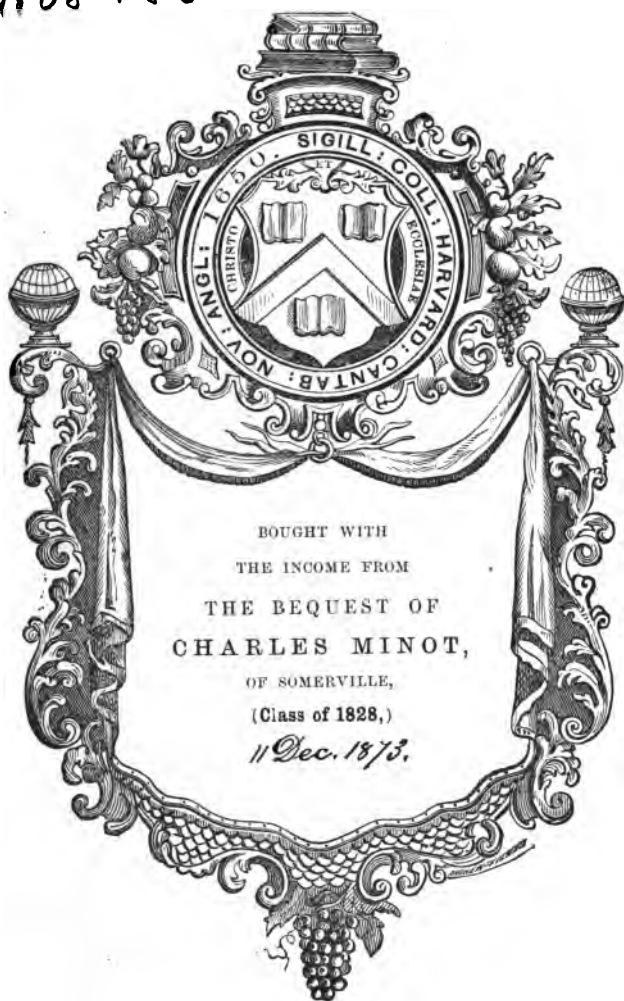 SIGILL: COLL: HARVARD: CANTAB: NOV: ANGL: 1650.
CHRISTO
ET
ECCLESIAE
BOUGHT WITH
THE INCOME FROM
THE BEQUEST OF
CHARLES MINOT,
OF SOMERVILLE,
(Class of 1828,)
11 Dec. 1873.